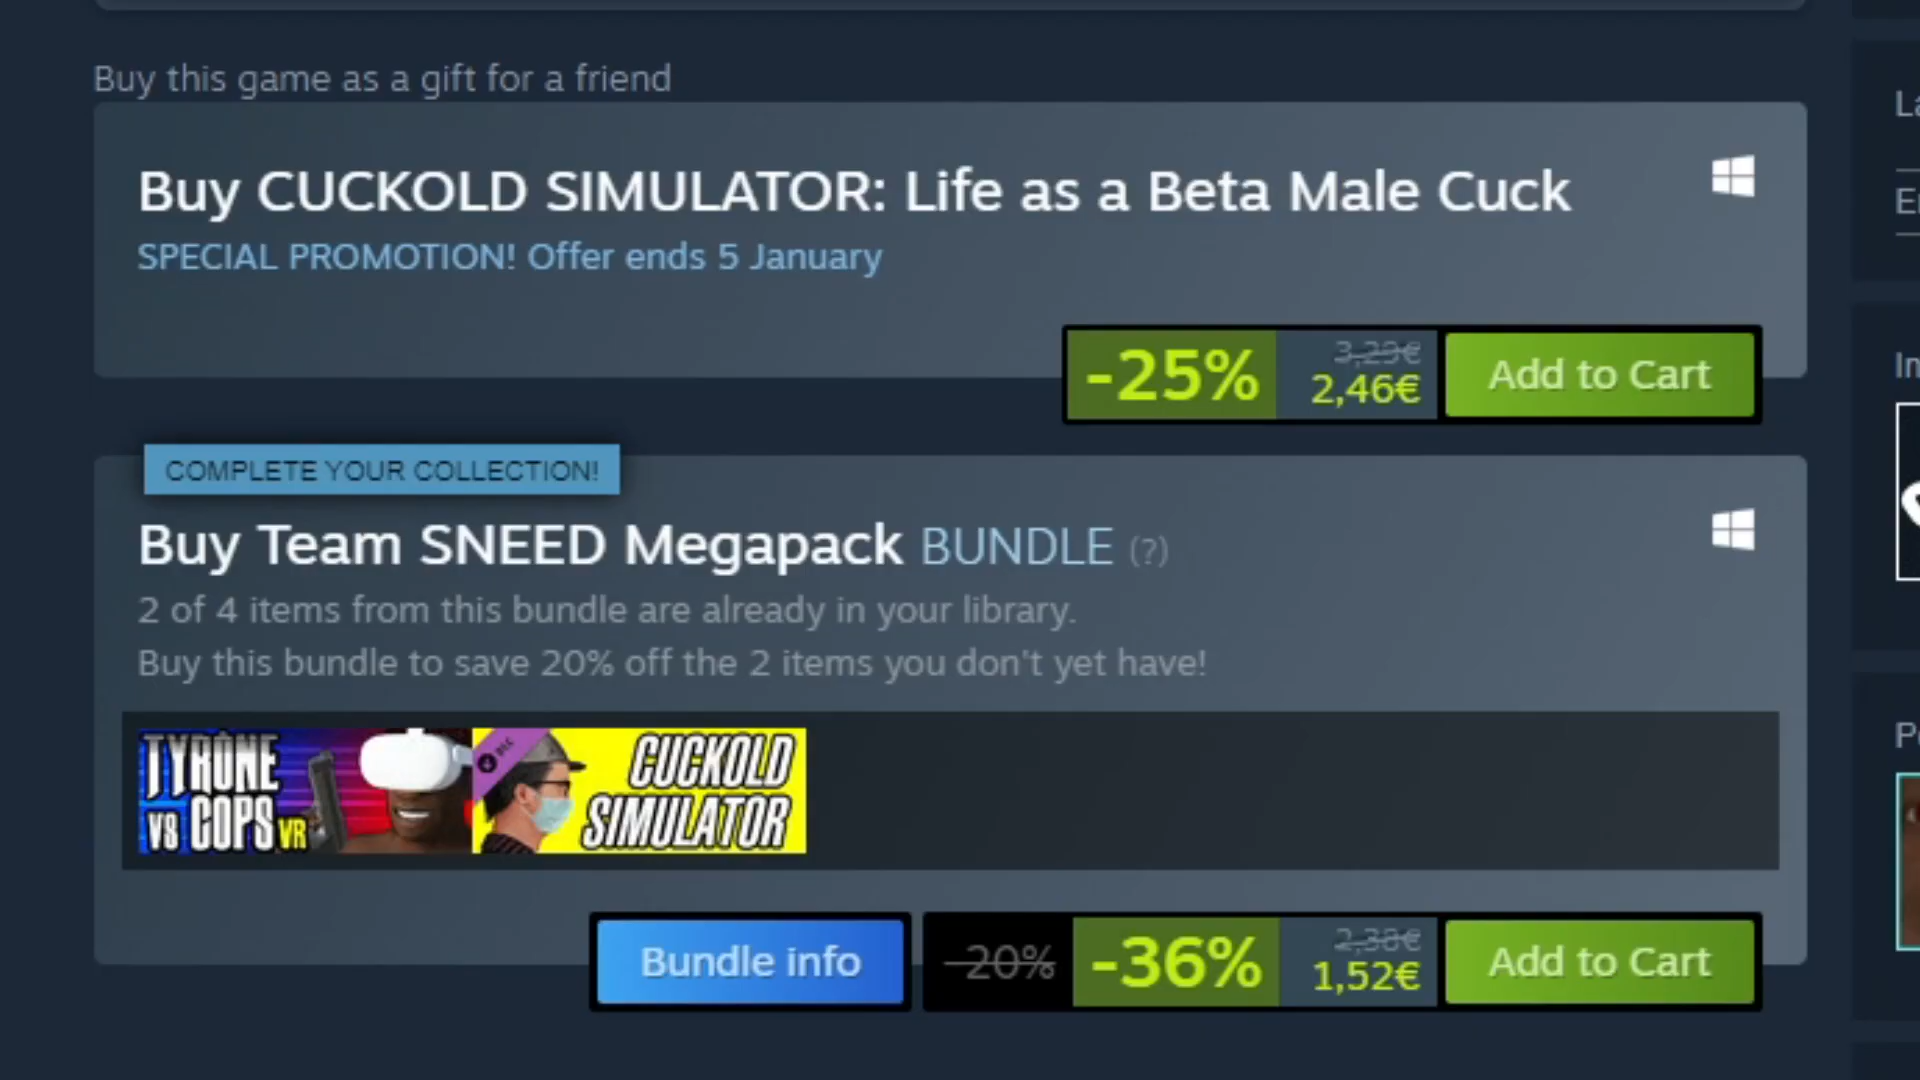 Buy this game as a gift for a friend
Buy CUCKOLD SIMULATOR: Life as a Beta Male Cuck
SPECIAL PROMOTION! Offer ends 5 January
-25%
3,29€
2,46€
Add to Cart
COMPLETE YOUR COLLECTION!
Buy Team SNEED Megapack BUNDLE (?)
2 of 4 items from this bundle are already in your library.
Buy this bundle to save 20% off the 2 items you don't yet have!
TYRONE
VS COPS VR
DLC
CUCKOLD
SIMULATOR
Bundle info
-20%
-36%
2,38€
1,52€
Add to Cart